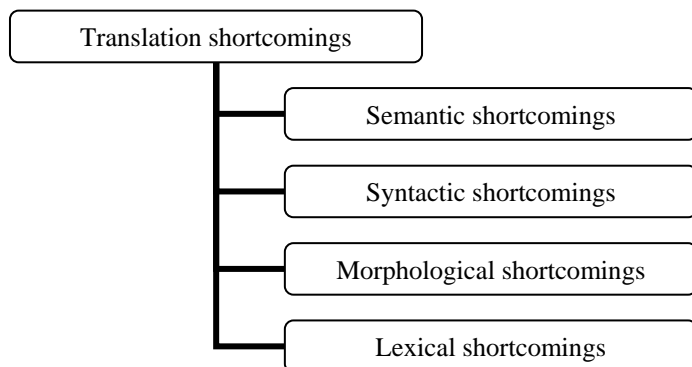 Translation shortcomings
Semantic shortcomings
Syntactic shortcomings
Morphological shortcomings
Lexical shortcomings